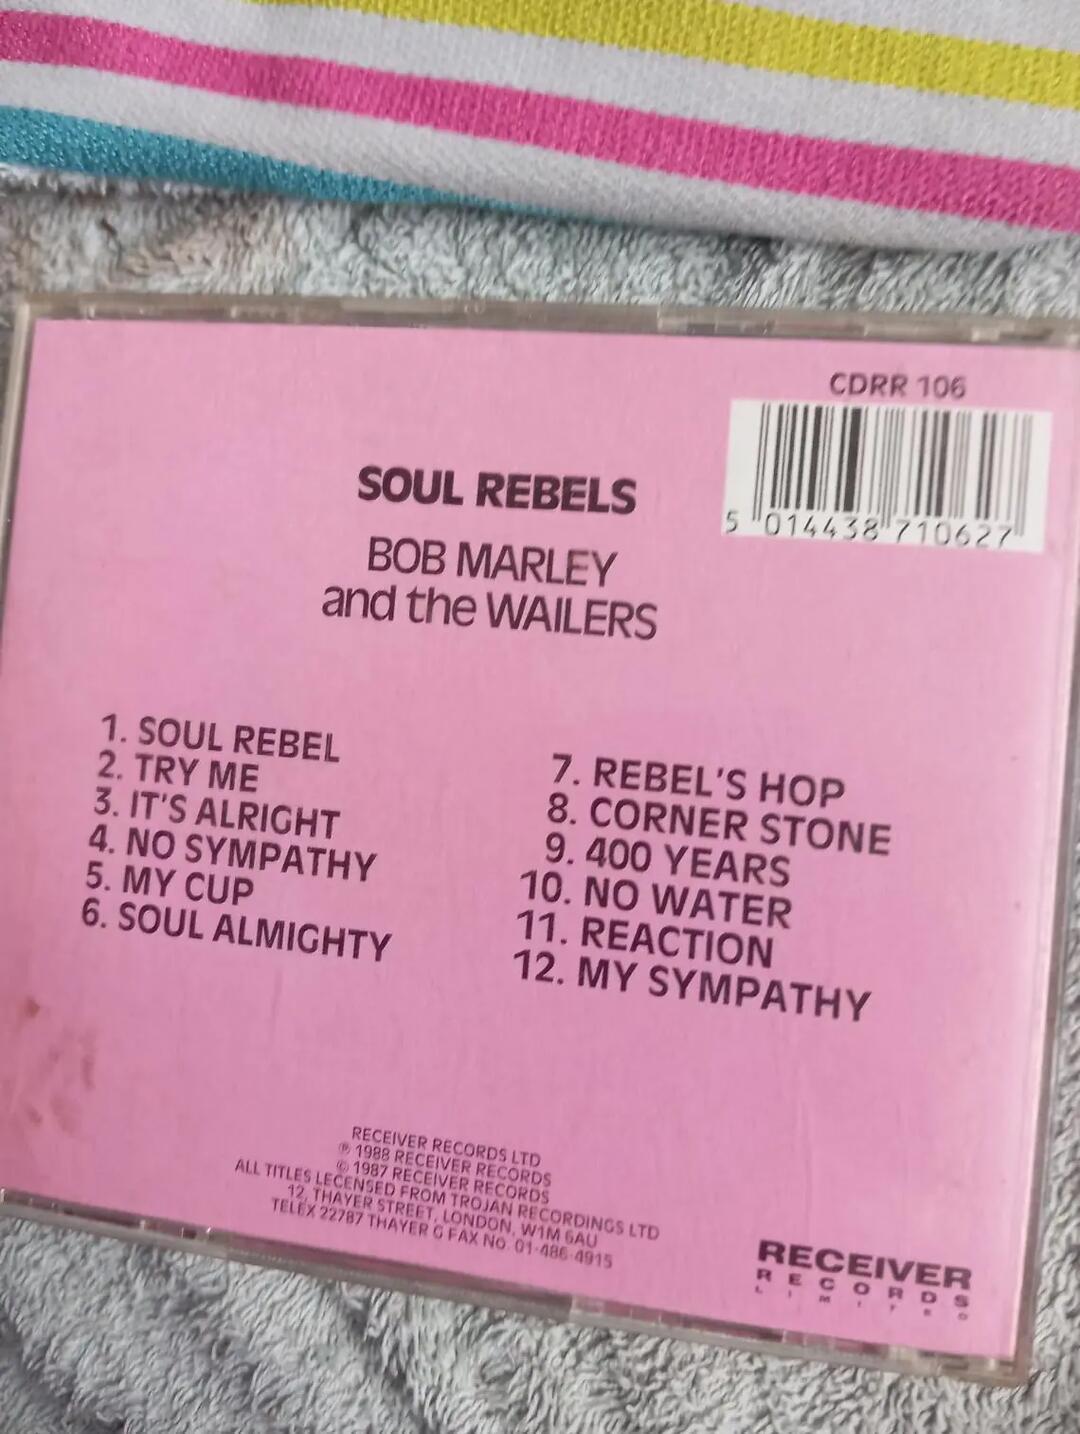 CDRR 106
5 014438 710627
SOUL REBELS
BOB MARLEY
and the WAILERS
1. SOUL REBEL
2. TRY ME
3. IT'S ALRIGHT
4. NO SYMPATHY
5. MY CUP
6. SOUL ALMIGHTY
7. REBEL'S HOP
8. CORNER STONE
9. 400 YEARS
10. NO WATER
11. REACTION
12. MY SYMPATHY
RECEIVER RECORDS LTD
℗ 1988 RECEIVER RECORDS
© 1987 RECEIVER RECORDS
ALL TITLES LECENSED FROM TROJAN RECORDINGS LTD
12, THAYER STREET, LONDON, W1M 6AU
TELEX 22787 THAYER G FAX NO. 01-486-4915
RECEIVER
RECORDS
LIMITED